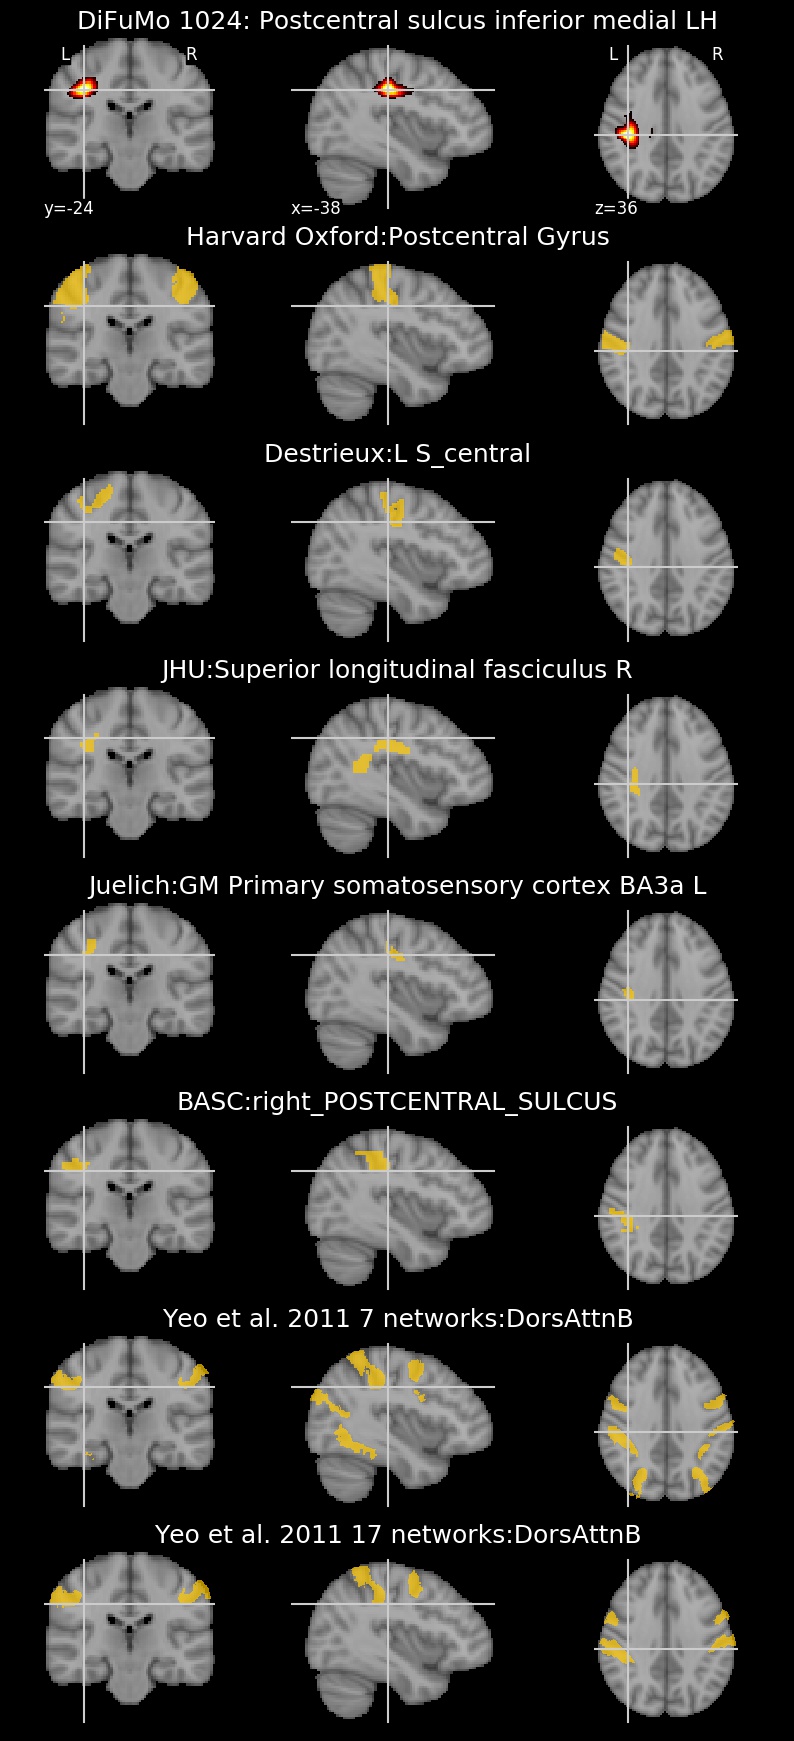 DiFuMo 1024: Postcentral sulcus inferior medial LH
L R L R
y=-24 x=-38 z=36
Harvard Oxford:Postcentral Gyrus
Destrieux:L S_central
JHU:Superior longitudinal fasciculus R
Juelich:GM Primary somatosensory cortex BA3a L
BASC:right_POSTCENTRAL_SULCUS
Yeo et al. 2011 7 networks:DorsAttnB
Yeo et al. 2011 17 networks:DorsAttnB